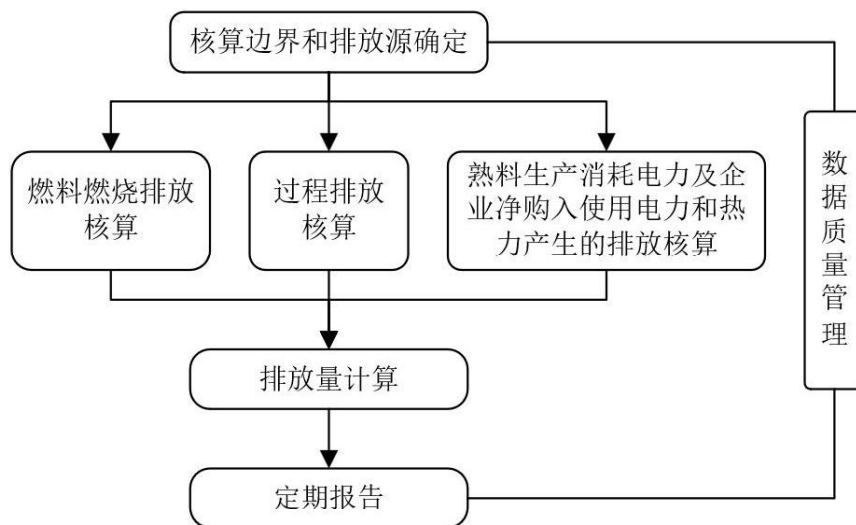 核算边界和排放源确定
燃料燃烧排放
核算
过程排放
核算
熟料生产消耗电力及企
业净购入使用电力和热
力产生的排放核算
数据质量管理
排放量计算
定期报告